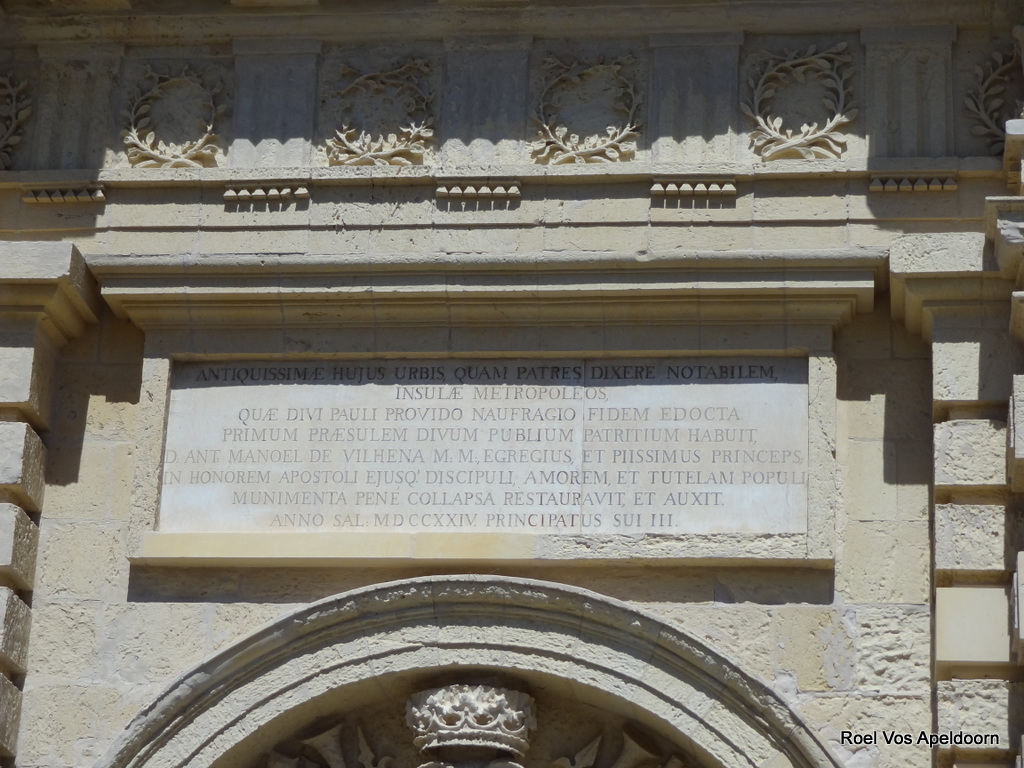 ANTIQUISSIMÆ HUJUS URBIS, QUAM PATRES DIXERE NOTABILEM,
INSULÆ METROPOLEOS,
QUÆ DIVI PAULI PROVIDO NAUFRAGIO FIDEM EDOCTA
PRIMUM PRÆSULEM DIVUM PUBLIUM PATRITIUM HABUIT,
D. ANT MANOEL DE VILHENA M. M. EGREGIUS, ET PIISSIMUS PRINCEPS,
IN HONOREM APOSTOLI EJUSQ' DISCIPULI, AMOREM, ET TUTELAM POPULI
MUNIMENTA PENE COLLAPSA RESTAURAVIT, ET AUXIT.
ANNO SAL: MDCCXXIV. PRINCIPATUS SUI III.
Roel Vos Apeldoorn